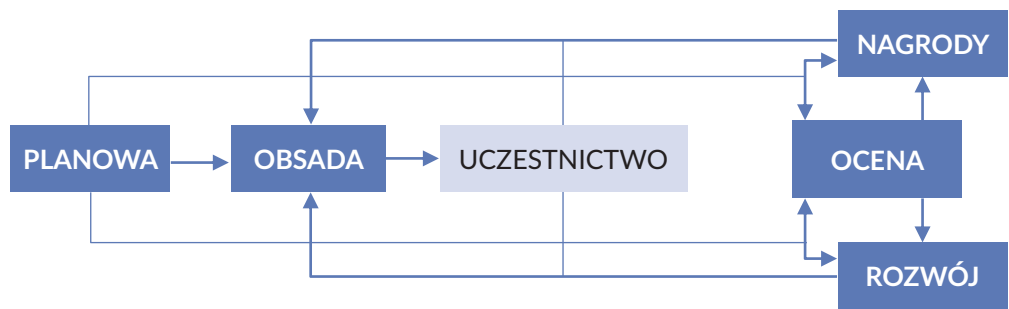 NAGRODY
PLANOWA
OBSADA
UCZESTNICTWO
OCENA
ROZWÓJ